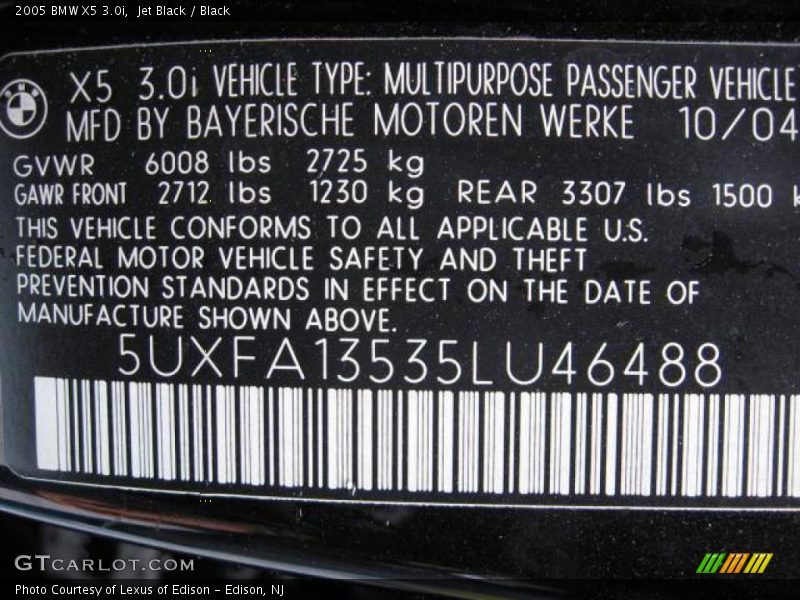 2005 BMW X5 3.0i, Jet Black / Black
X5 3.0i VEHICLE TYPE: MULTIPURPOSE PASSENGER VEHICLE
MFD BY BAYERISCHE MOTOREN WERKE 10/04
GVWR 6008 lbs 2725 kg
GAWR FRONT 2712 lbs 1230 kg REAR 3307 lbs 1500 k
THIS VEHICLE CONFORMS TO ALL APPLICABLE U.S.
FEDERAL MOTOR VEHICLE SAFETY AND THEFT
PREVENTION STANDARDS IN EFFECT ON THE DATE OF
MANUFACTURE SHOWN ABOVE.
5UXFA13535LU46488
GTCARLOT.COM
Photo Courtesy of Lexus of Edison - Edison, NJ